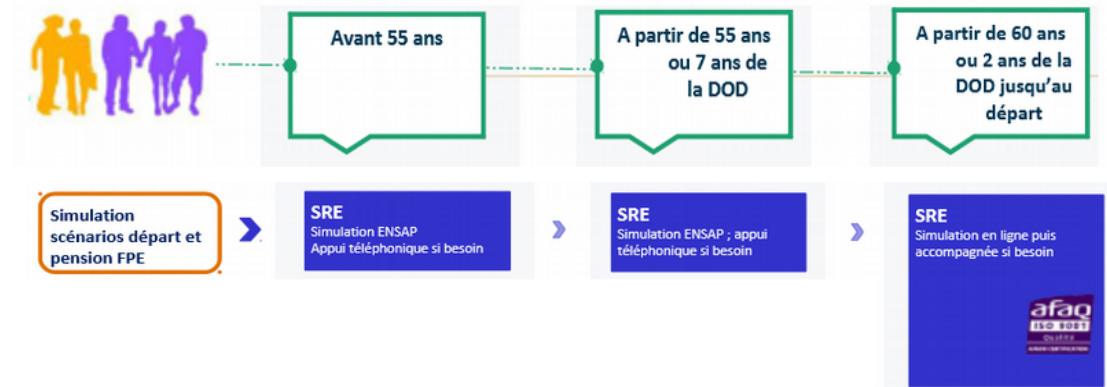 Avant 55 ans
A partir de 55 ans
ou 7 ans de
la DOD
A partir de 60 ans
ou 2 ans de la
DOD jusqu'au
départ
Simulation
scénarios départ et
pension FPE
SRE
Simulation ENSAP
Appui téléphonique si besoin
SRE
Simulation ENSAP ; appui
téléphonique si besoin
SRE
Simulation en ligne puis
accompagnée si besoin
afaq
ISO 9001
Qualité
AFNOR CERTIFICATION